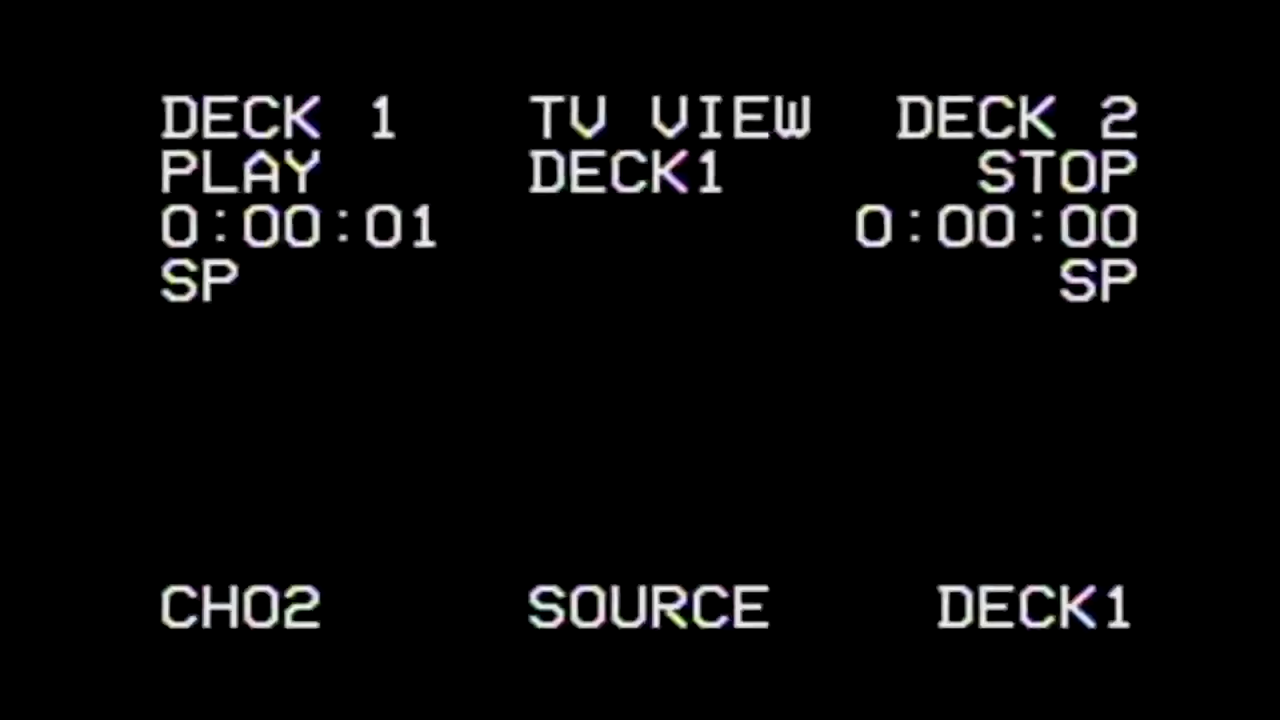 DECK 1 TV VIEW DECK 2
PLAY DECK1 STOP
0:00:01 0:00:00
SP SP
CH02 SOURCE DECK1